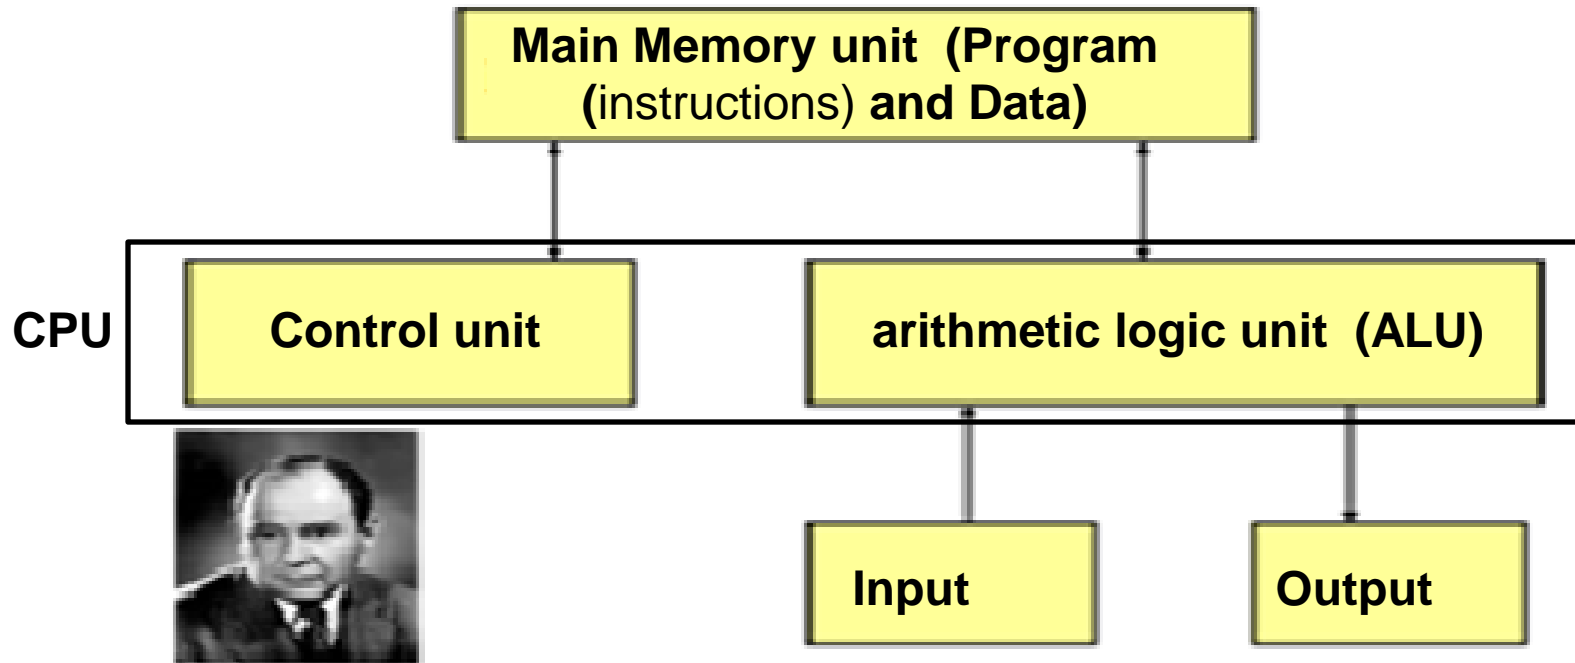 Main Memory unit (Program
(instructions) and Data)
CPU
Control unit
arithmetic logic unit (ALU)
Input
Output